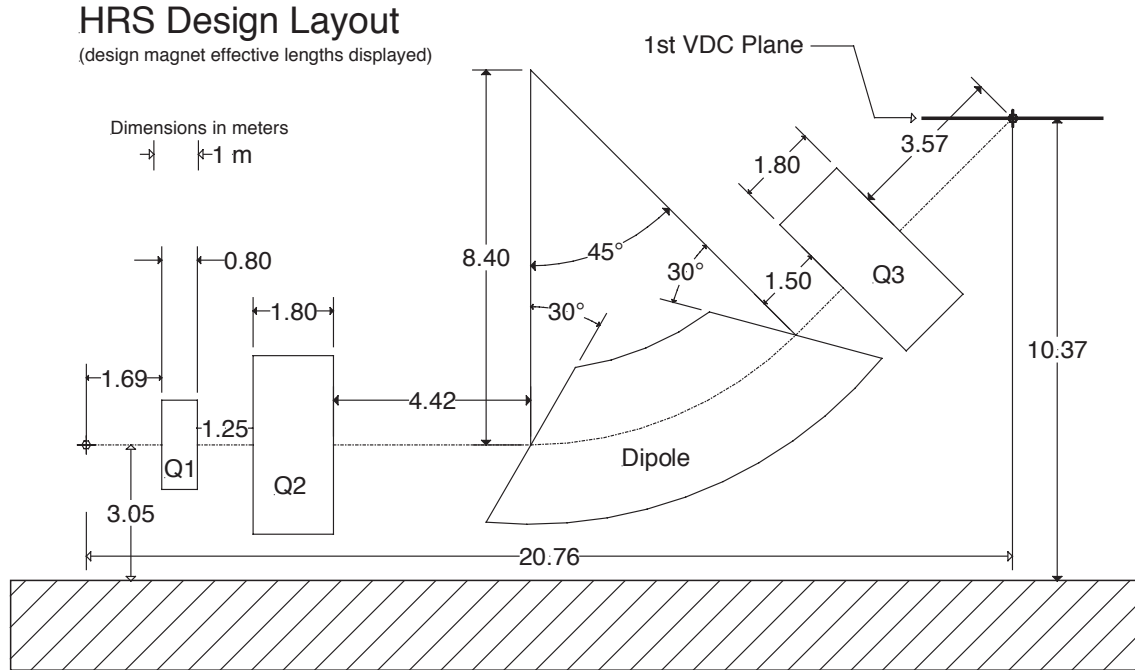 HRS Design Layout
(design magnet effective lengths displayed)
1st VDC Plane
Dimensions in meters
1 m
3.57
1.80
8.40
45°
0.80
30°
1.50
Q3
1.80
30°
10.37
1.69
4.42
1.25
Dipole
Q1
Q2
3.05
20.76